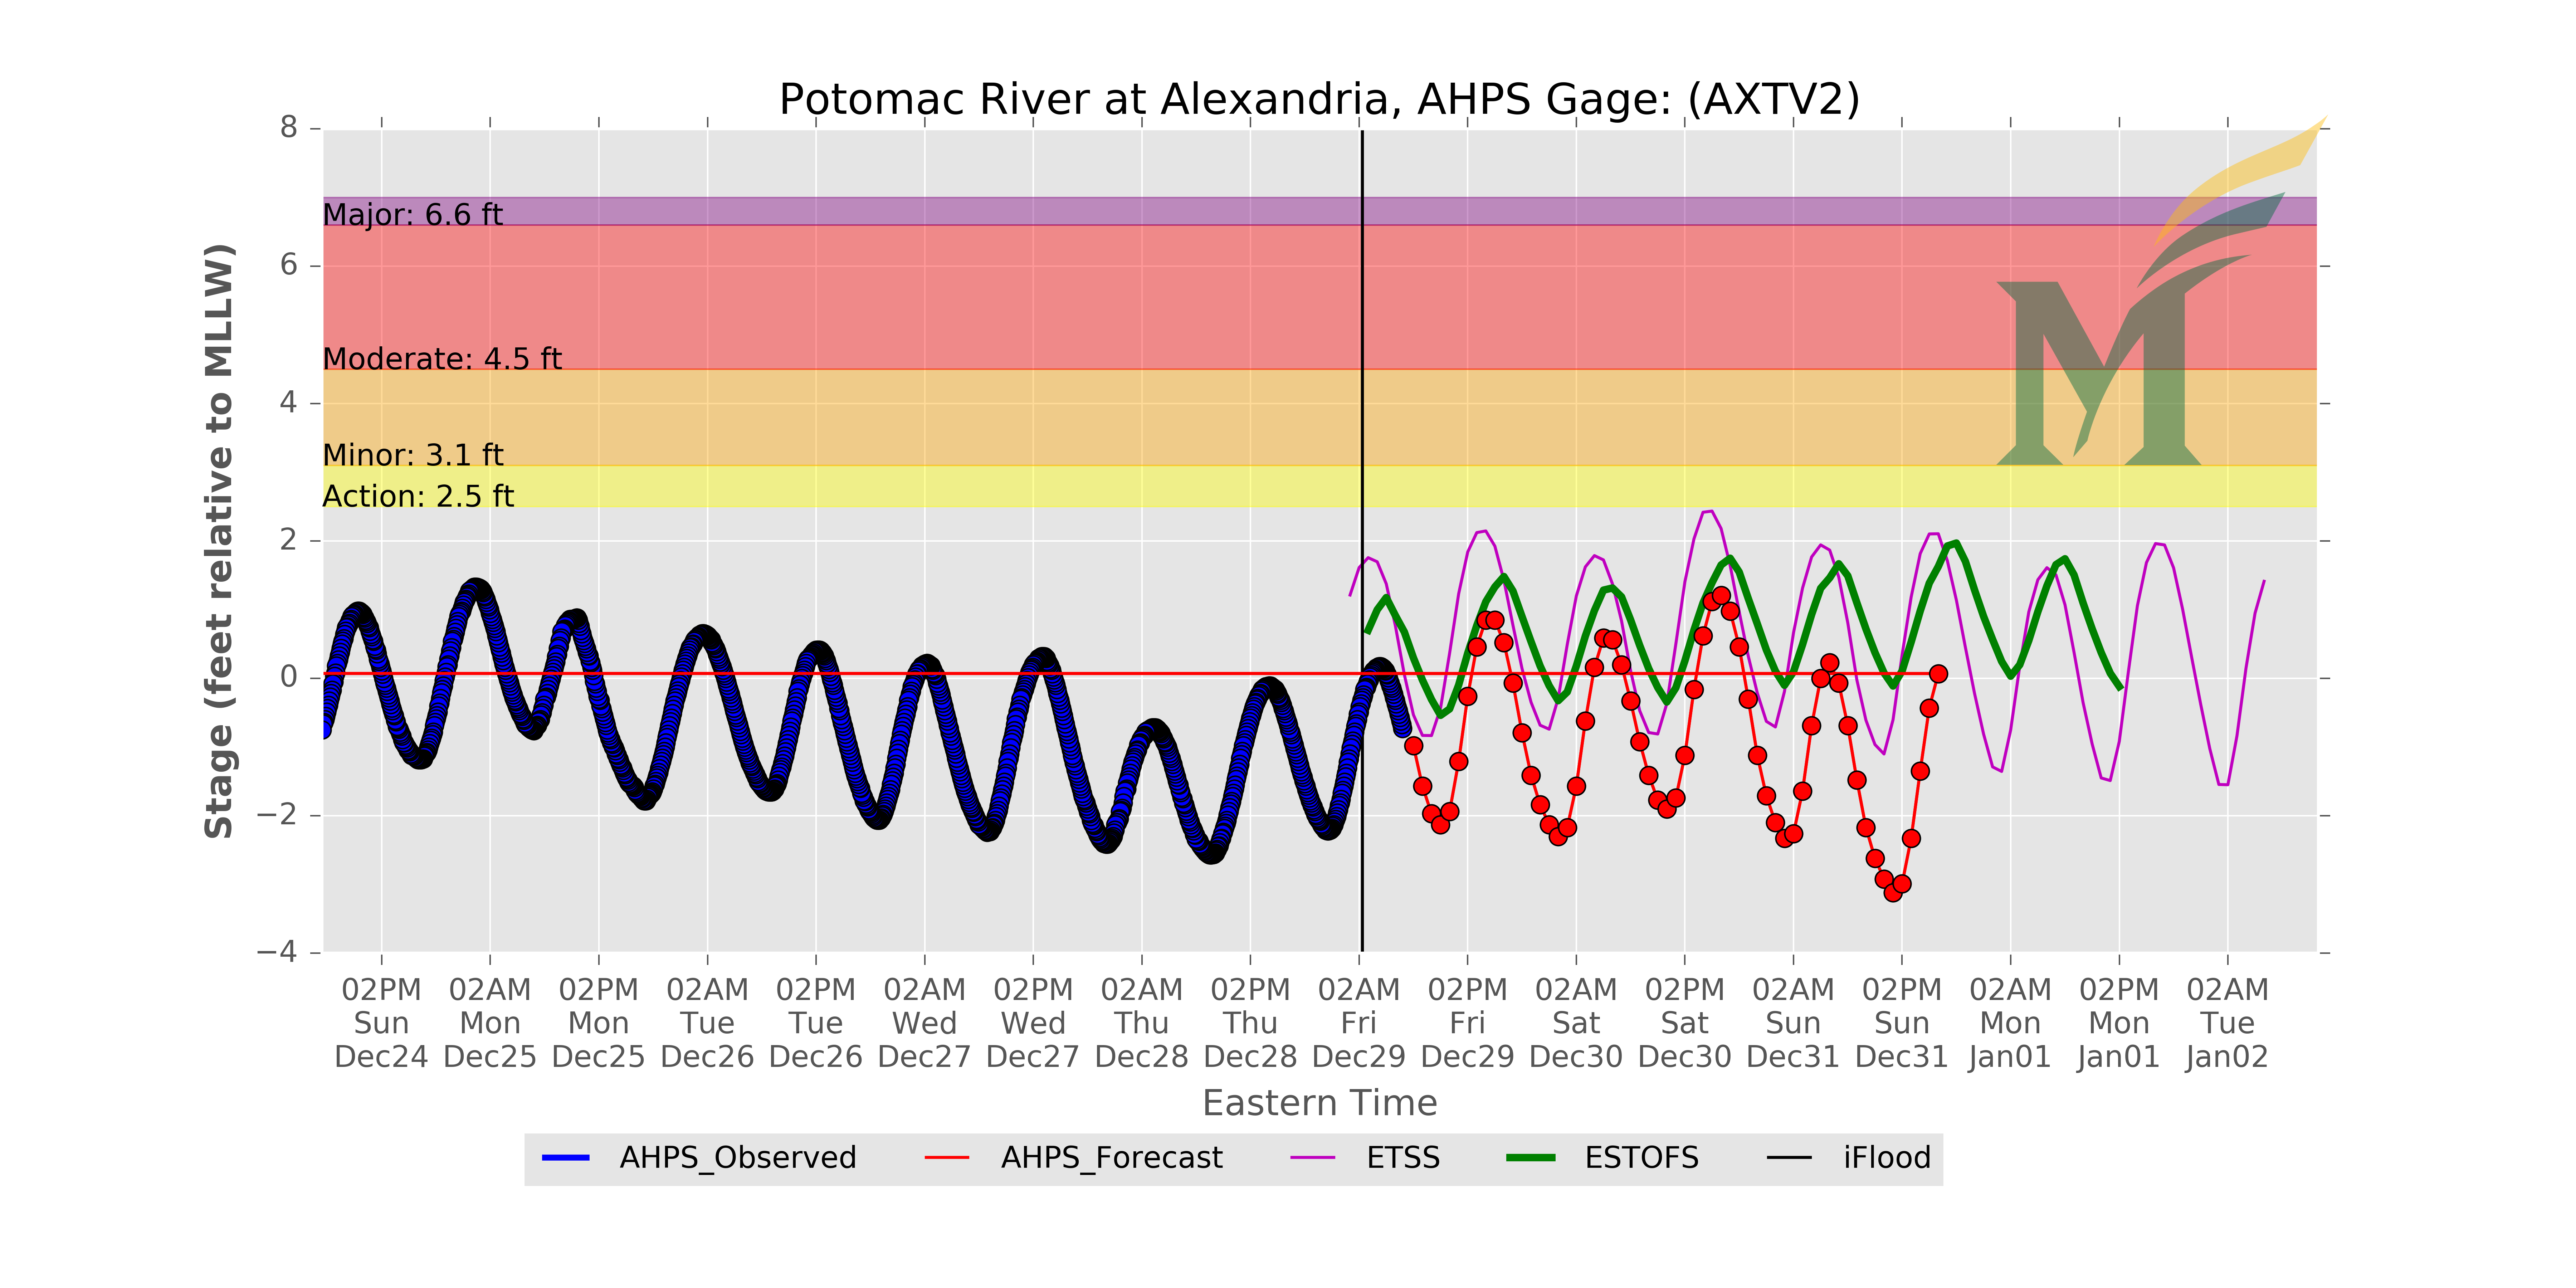 Potomac River at Alexandria, AHPS Gage: (AXTV2)
Stage (feet relative to MLLW)
8
6
4
2
0
−2
−4
Major: 6.6 ft
Moderate: 4.5 ft
Minor: 3.1 ft
Action: 2.5 ft
M
02PM 02AM 02PM 02AM 02PM 02AM 02PM 02AM 02PM 02AM 02PM 02AM 02PM 02AM 02PM 02AM 02PM 02AM
Sun Mon Mon Tue Tue Wed Wed Thu Thu Fri Fri Sat Sat Sun Sun Mon Mon Tue
Dec24 Dec25 Dec25 Dec26 Dec26 Dec27 Dec27 Dec28 Dec28 Dec29 Dec29 Dec30 Dec30 Dec31 Dec31 Jan01 Jan01 Jan02
Eastern Time
AHPS_Observed AHPS_Forecast ETSS ESTOFS iFlood